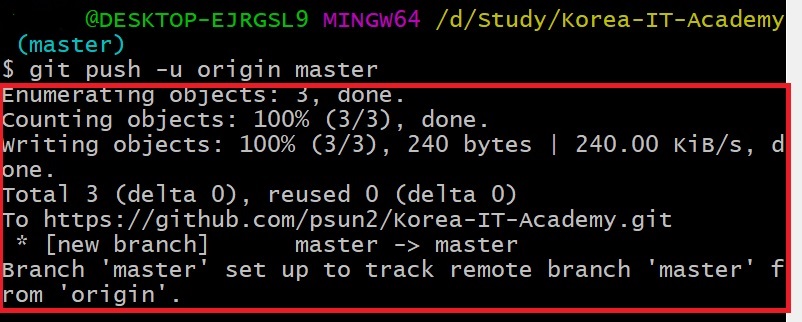 @DESKTOP-EJRGSL9 MINGW64 /d/Study/Korea-IT-Academy
(master)
$ git push -u origin master
Enumerating objects: 3, done.
Counting objects: 100% (3/3), done.
Writing objects: 100% (3/3), 240 bytes | 240.00 KiB/s, d
one.
Total 3 (delta 0), reused 0 (delta 0)
To https://github.com/psun2/Korea-IT-Academy.git
 * [new branch]      master -> master
Branch 'master' set up to track remote branch 'master' f
rom 'origin'.